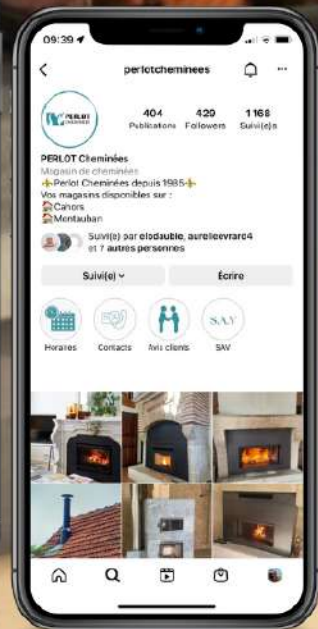 09:39
perlotcheminees
PERLOT
404 420 1 168
Publications Followers Suivi(e)s
PERLOT Cheminées
Magasin de cheminées
Perlot Cheminées depuis 1985
Vos magasins disponibles sur :
Cahors
Montauban
Suivi(e) par elodauble, aurelieevrard4
et 7 autres personnes
Suivi(e) Écrire
Horaires Contacts Avis clients SAV
S.A.V